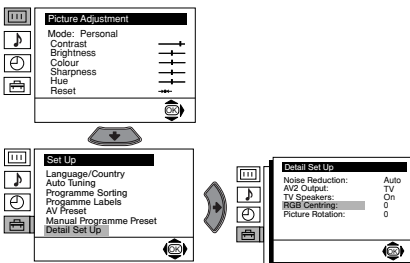 Picture Adjustment
Mode: Personal
Contrast
Brightness
Colour
Sharpness
Hue
Reset
OK
Set Up
Language/Country
Auto Tuning
Programme Sorting
Progamme Labels
AV Preset
Manual Programme Preset
Detail Set Up
OK
Detail Set Up
Noise Reduction: Auto
AV2 Output: TV
TV Speakers: On
RGB Centring: 0
Picture Rotation: 0
OK